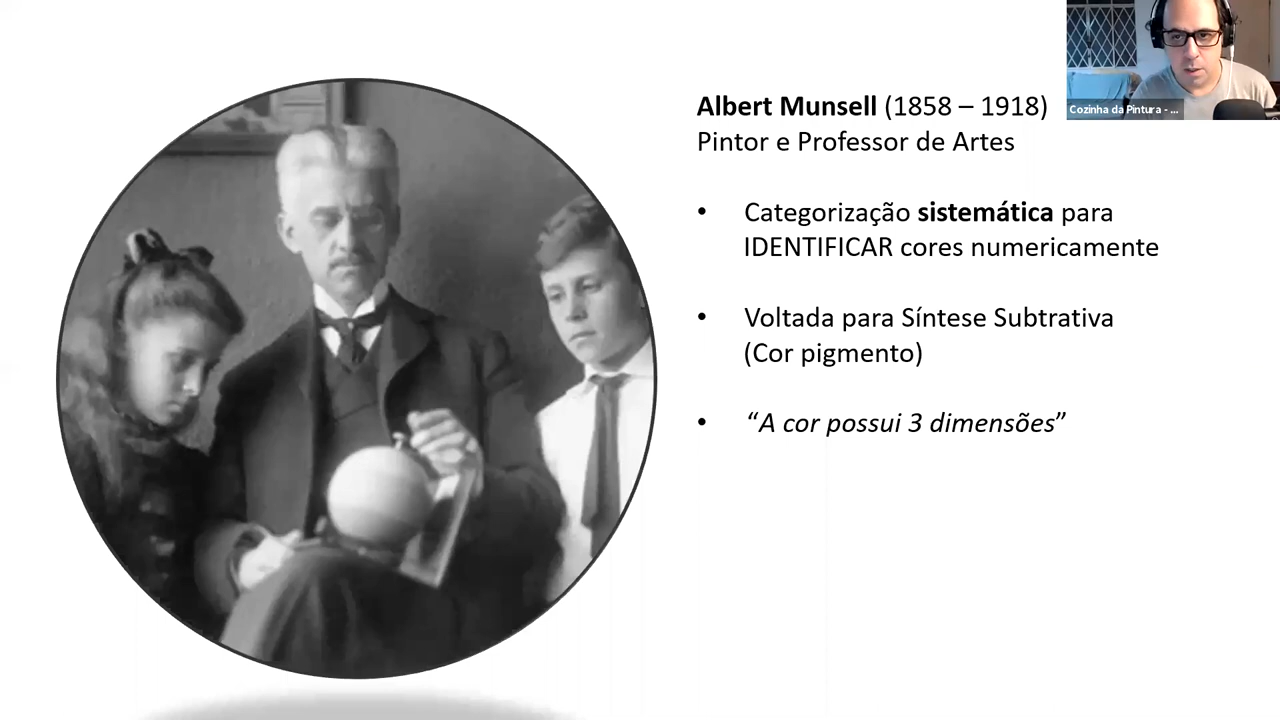 Albert Munsell (1858 – 1918)
Pintor e Professor de Artes
• Categorização sistemática para
IDENTIFICAR cores numericamente
• Voltada para Síntese Subtrativa
(Cor pigmento)
• “A cor possui 3 dimensões”
Cozinha da Pintura - ...